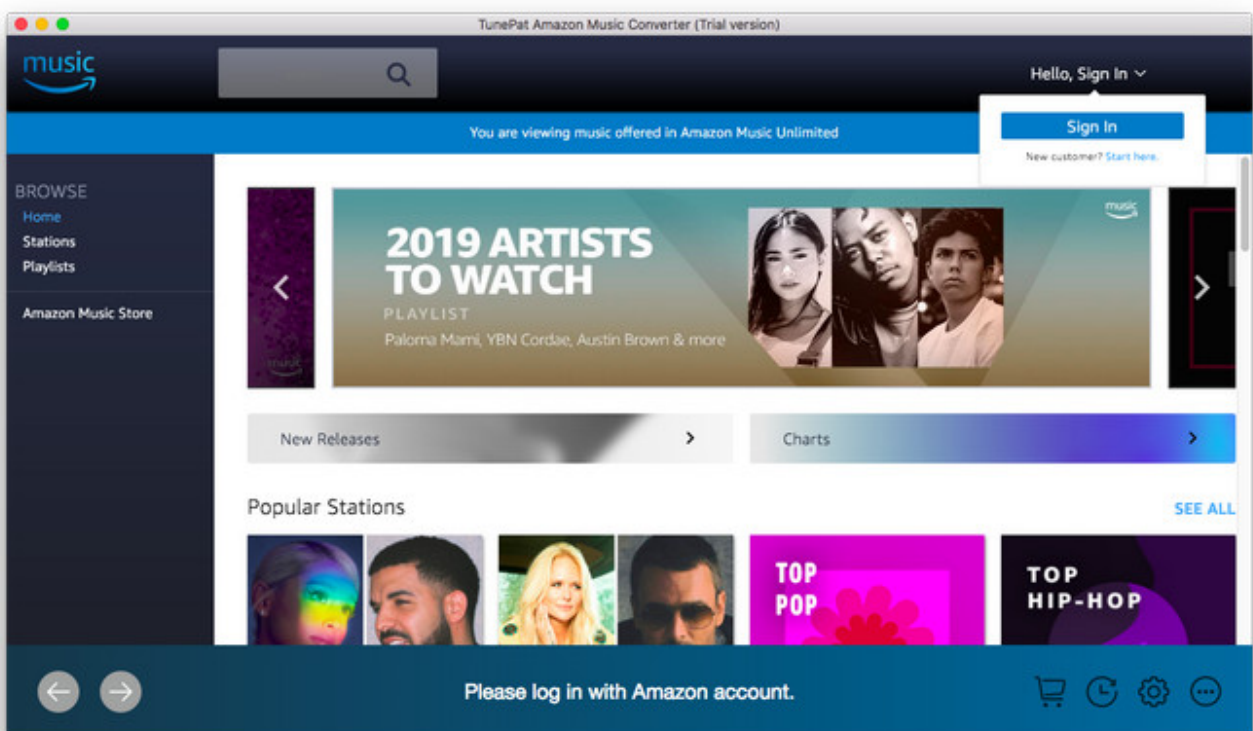 TunePat Amazon Music Converter (Trial version)
music
Hello, Sign In
Sign In
New customer? Start here.
You are viewing music offered in Amazon Music Unlimited
BROWSE
Home
Stations
Playlists
Amazon Music Store
music
2019 ARTISTS
TO WATCH
PLAYLIST
Paloma Mami, YBN Cordae, Austin Brown & more
music
New Releases
Charts
Popular Stations
SEE ALL
TOP
POP
TOP
HIP-HOP
Please log in with Amazon account.